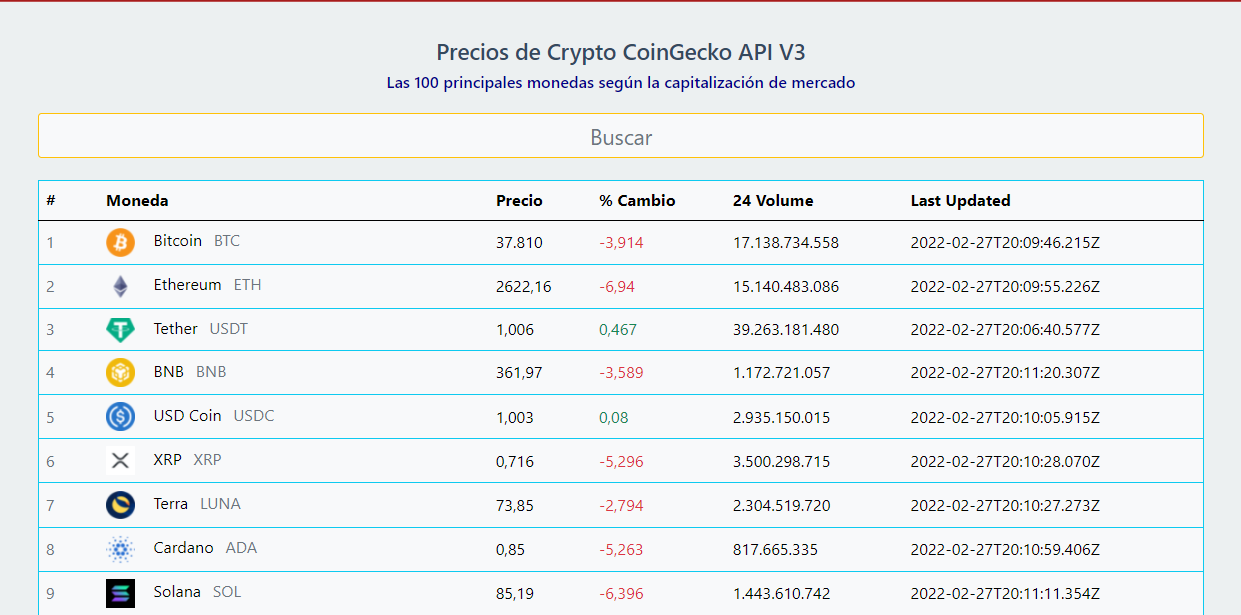 Precios de Crypto CoinGecko API V3
Las 100 principales monedas según la capitalización de mercado
Buscar
# Moneda Precio % Cambio 24 Volume Last Updated
1 Bitcoin BTC 37.810 -3,914 17.138.734.558 2022-02-27T20:09:46.215Z
2 Ethereum ETH 2622,16 -6,94 15.140.483.086 2022-02-27T20:09:55.226Z
3 Tether USDT 1,006 0,467 39.263.181.480 2022-02-27T20:06:40.577Z
4 BNB BNB 361,97 -3,589 1.172.721.057 2022-02-27T20:11:20.307Z
5 USD Coin USDC 1,003 0,08 2.935.150.015 2022-02-27T20:10:05.915Z
6 XRP XRP 0,716 -5,296 3.500.298.715 2022-02-27T20:10:28.070Z
7 Terra LUNA 73,85 -2,794 2.304.519.720 2022-02-27T20:10:27.273Z
8 Cardano ADA 0,85 -5,263 817.665.335 2022-02-27T20:10:59.406Z
9 Solana SOL 85,19 -6,396 1.443.610.742 2022-02-27T20:11:11.354Z